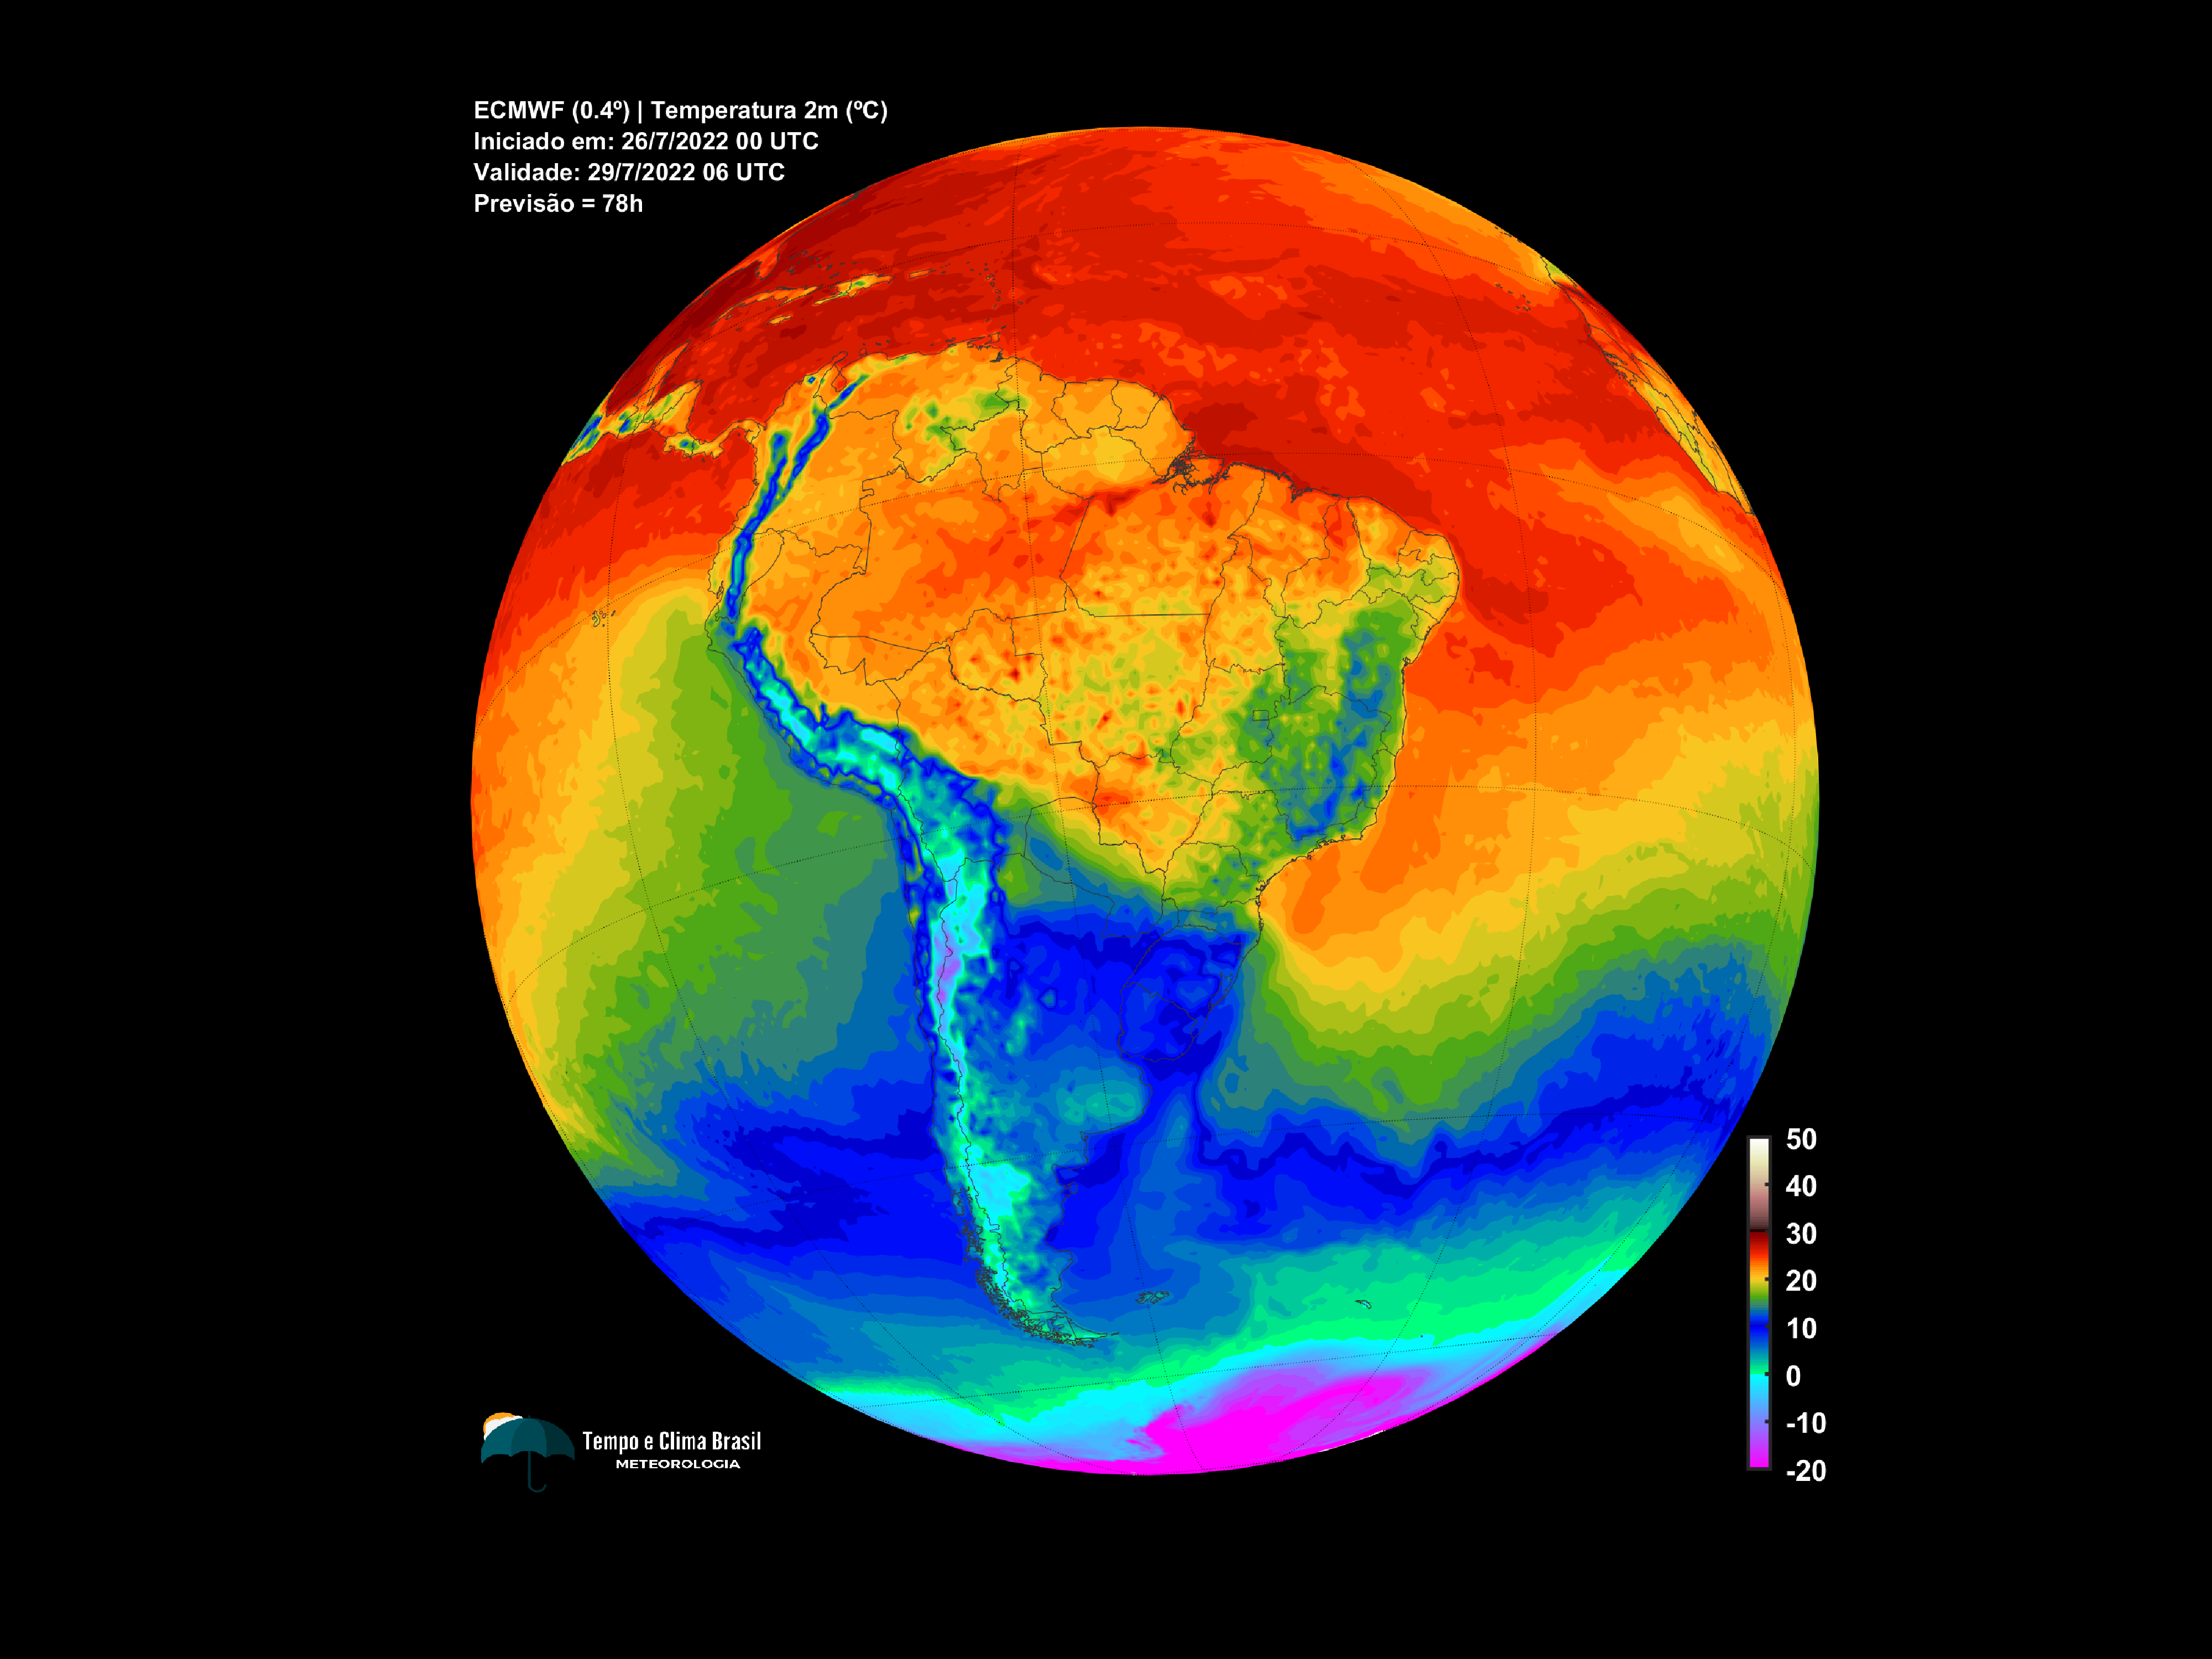 ECMWF (0.4º) | Temperatura 2m (ºC)
Iniciado em: 26/7/2022 00 UTC
Validade: 29/7/2022 06 UTC
Previsão = 78h
50
40
30
20
10
0
-10
-20
Tempo e Clima Brasil
METEOROLOGIA